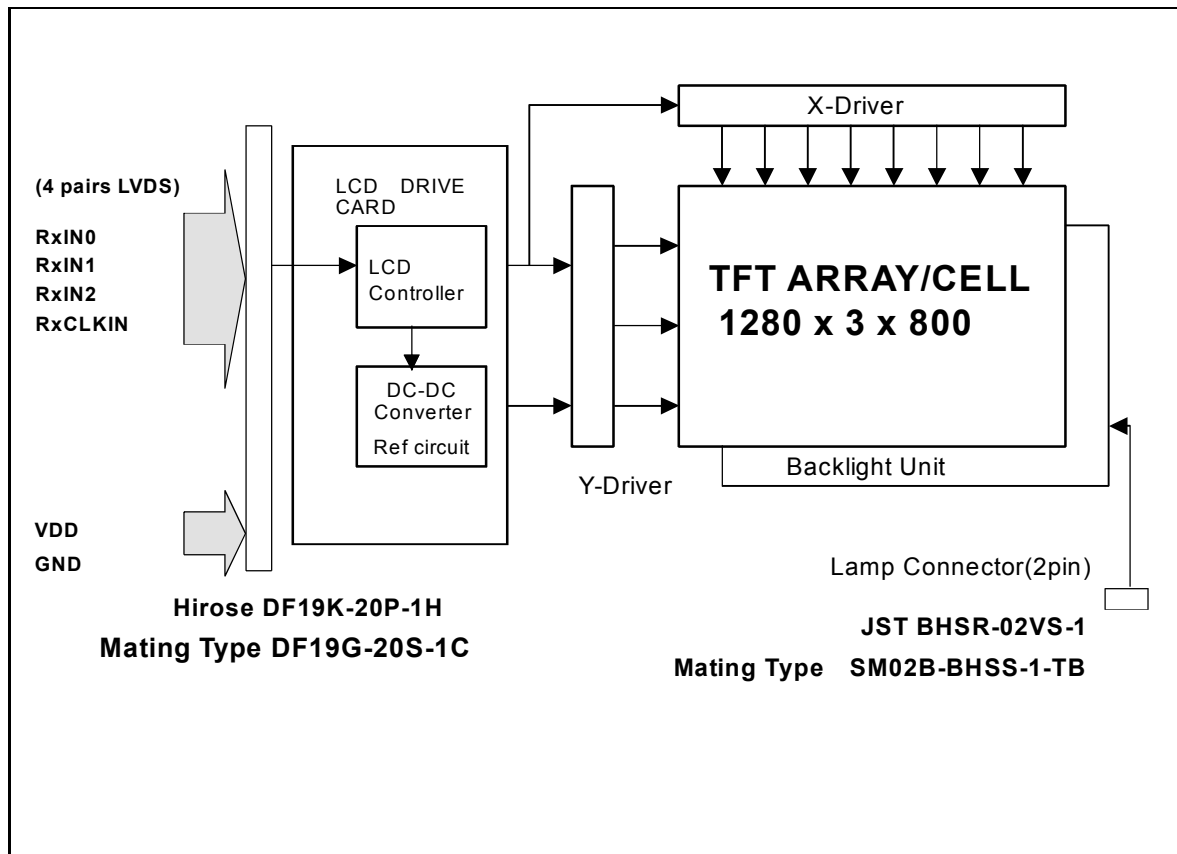 X-Driver
(4 pairs LVDS)
RxIN0
RxIN1
RxIN2
RxCLKIN
LCD DRIVE
CARD
LCD
Controller
DC-DC
Converter
Ref circuit
TFT ARRAY/CELL
1280 x 3 x 800
Y-Driver
Backlight Unit
VDD
GND
Hirose DF19K-20P-1H
Mating Type DF19G-20S-1C
Lamp Connector(2pin)
JST BHSR-02VS-1
Mating Type SM02B-BHSS-1-TB